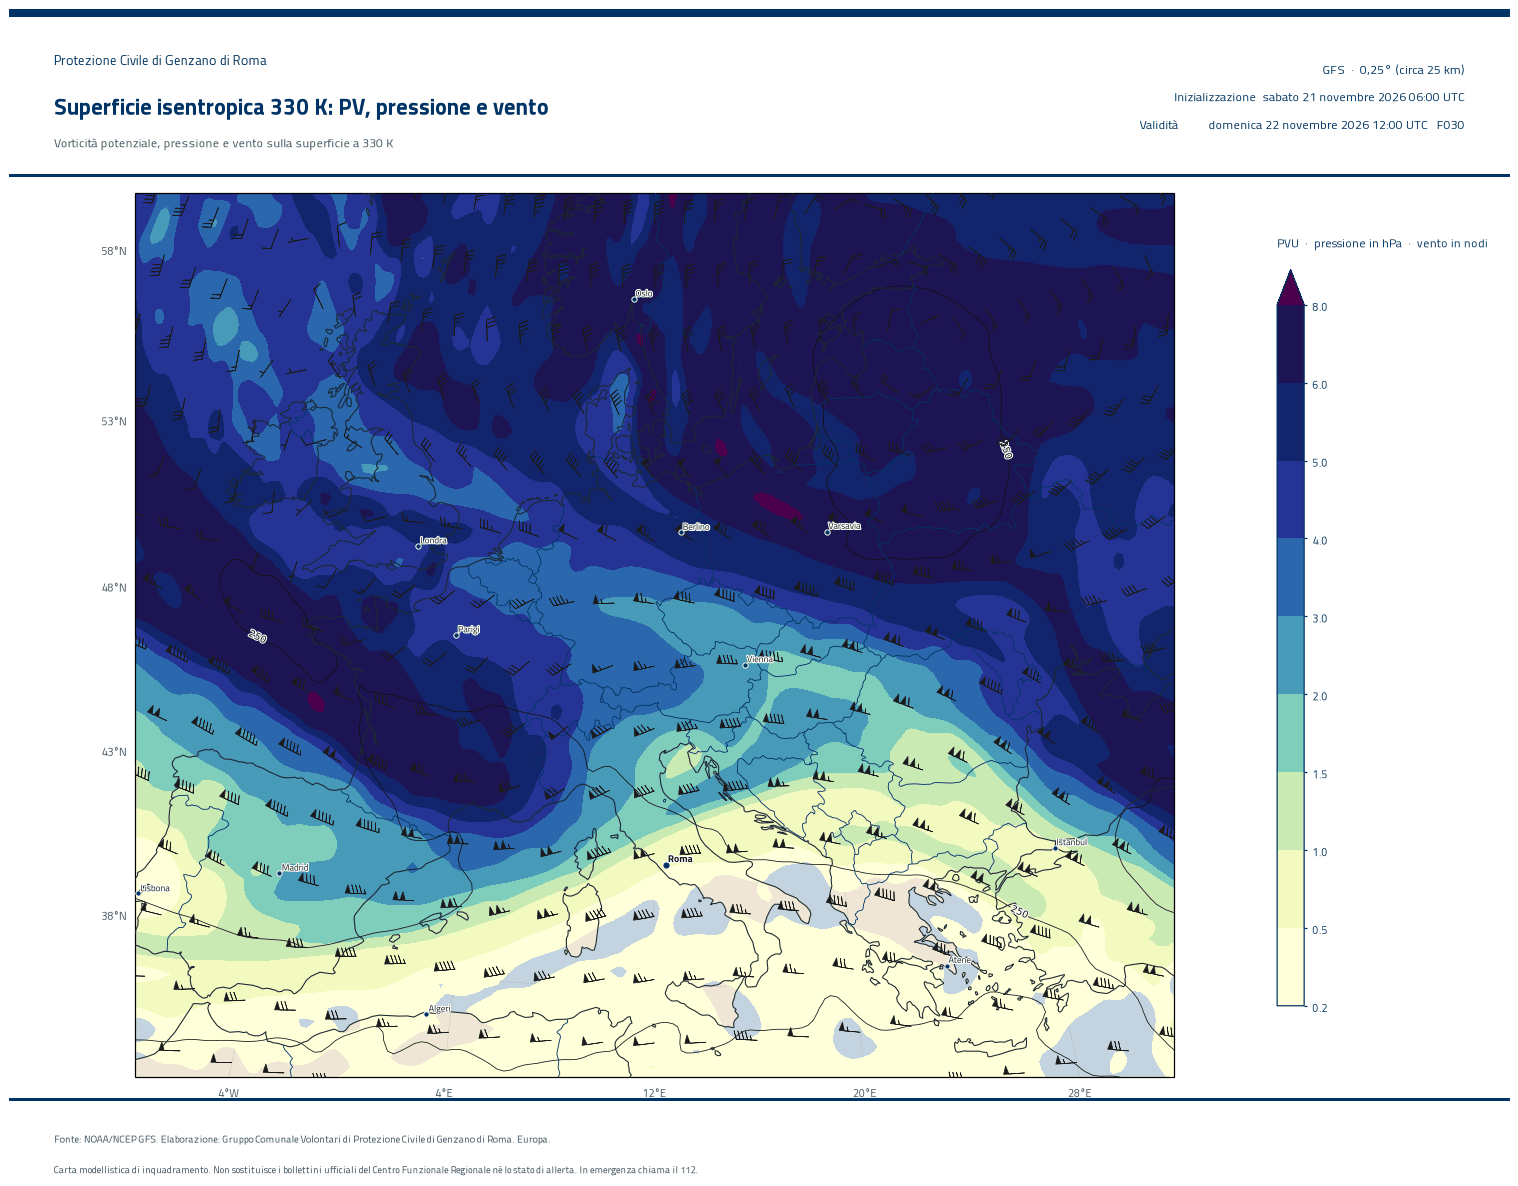 Protezione Civile di Genzano di Roma
Superficie isentropica 330 K: PV, pressione e vento
Vorticità potenziale, pressione e vento sulla superficie a 330 K
GFS · 0,25° (circa 25 km)
Inizializzazione sabato 21 novembre 2026 06:00 UTC
Validità domenica 22 novembre 2026 12:00 UTC F030
PVU · pressione in hPa · vento in nodi
58°N
53°N
48°N
43°N
38°N
Oslo
250
Berlino
Varsavia
Londra
250
Parigi
Vienna
Istanbul
Roma
Madrid
Lisbona
250
Atene
Algeri
8.0
6.0
5.0
4.0
3.0
2.0
1.5
1.0
0.5
0.2
4°W
4°E
12°E
20°E
28°E
Fonte: NOAA/NCEP GFS. Elaborazione: Gruppo Comunale Volontari di Protezione Civile di Genzano di Roma. Europa.
Carta modellistica di inquadramento. Non sostituisce i bollettini ufficiali del Centro Funzionale Regionale né lo stato di allerta. In emergenza chiama il 112.